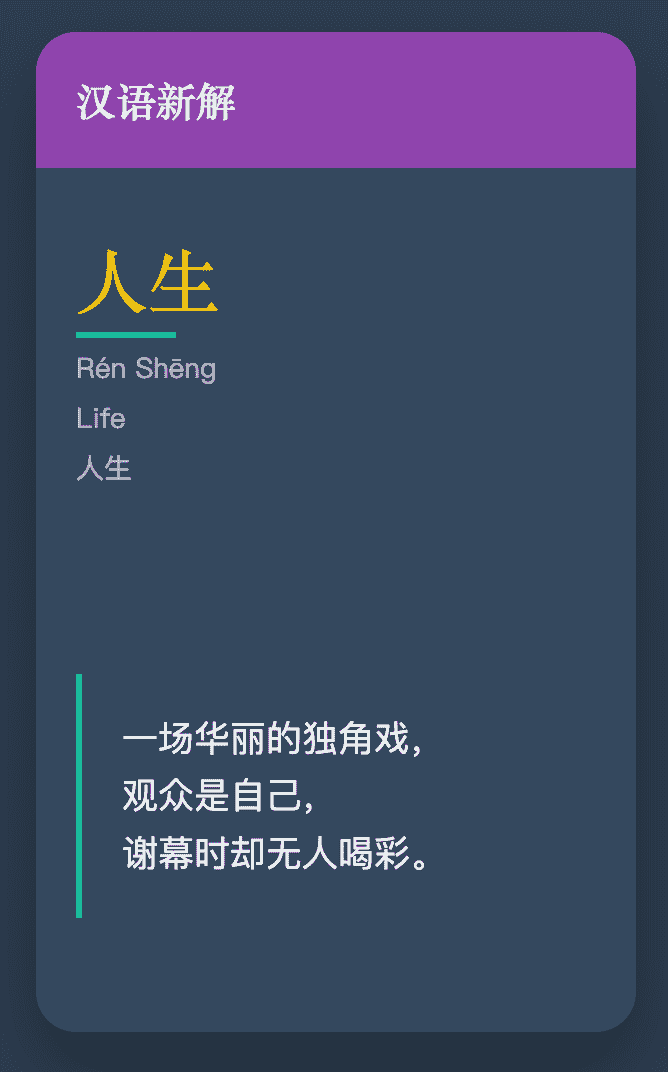 汉语新解
人生
Rén Shēng
Life
人生
一场华丽的独角戏,
观众是自己,
谢幕时却无人喝彩。